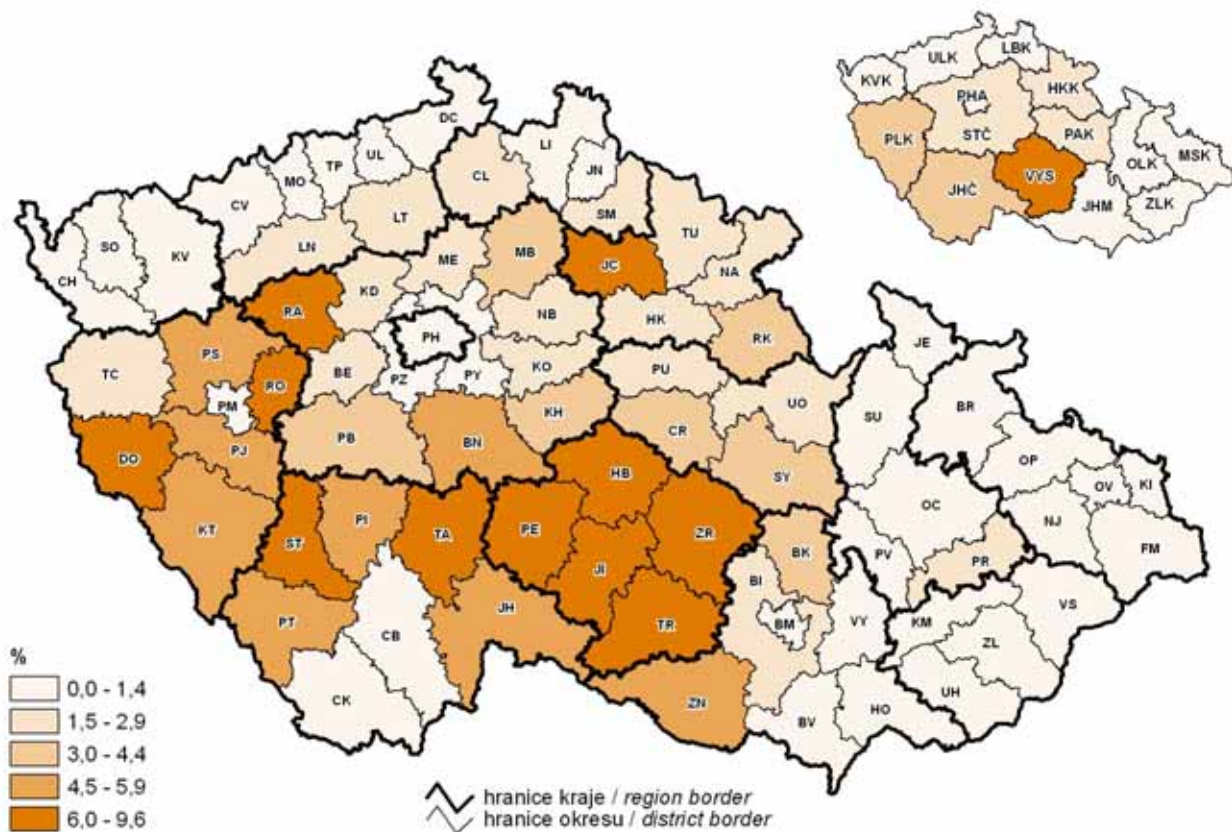 LBK
ULK
KVK
HKK
PHA
STČ
PAK
PLK
MSK
OLK
VYS
JHČ
ZLK
JHM
DC
LI
UL
JN
TP
MO
CL
CV
SM
LT
TU
SO
KV
LN
ME
MB
CH
JC
NA
KD
RA
NB
HK
PH
RK
JE
PS
KO
PU
TC
RO
BE
PZ
PY
PM
UO
SU
BR
KH
CR
DO
PJ
PB
BN
OP
HB
SY
OV
KI
KT
PI
TA
PE
ZR
OC
NJ
ST
FM
JI
BK
PV
PR
BI
JH
VS
PT
TR
BM
VY
KM
CB
ZL
UH
CK
ZN
BV
HO
%
0,0 - 1,4
1,5 - 2,9
3,0 - 4,4
4,5 - 5,9
6,0 - 9,6
hranice kraje / region border
hranice okresu / district border